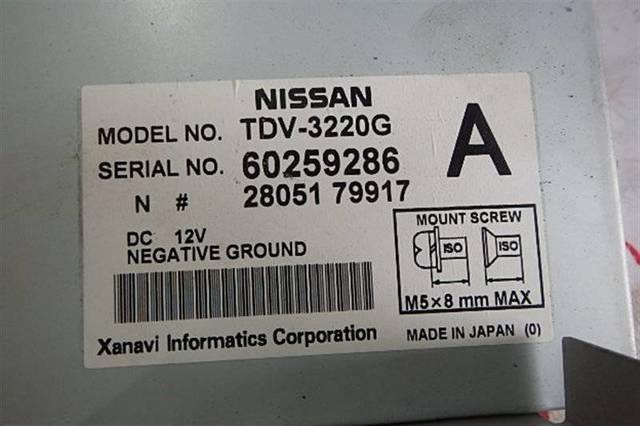 NISSAN
MODEL NO. TDV-3220G
A
SERIAL NO. 60259286
N # 28051 79917
DC 12V
NEGATIVE GROUND
MOUNT SCREW
ISO ISO
M5×8 mm MAX
Xanavi Informatics Corporation
MADE IN JAPAN (0)